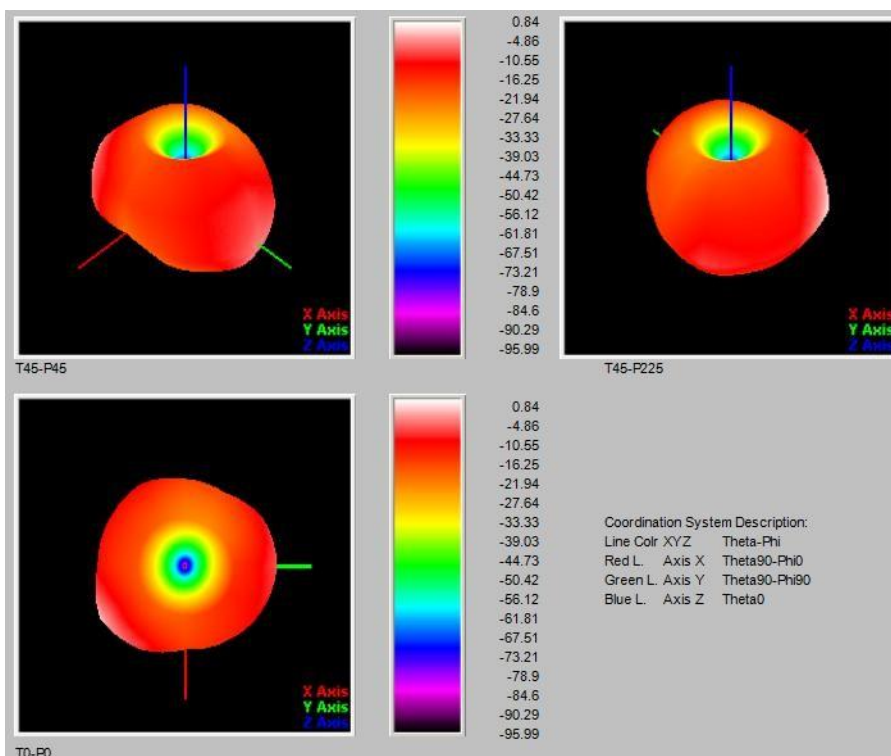 0.84
-4.86
-10.55
-16.25
-21.94
-27.64
-33.33
-39.03
-44.73
-50.42
-56.12
-61.81
-67.51
-73.21
-78.9
-84.6
-90.29
-95.99
X Axis
Y Axis
Z Axis
T45-P45
X Axis
Y Axis
Z Axis
T45-P225
0.84
-4.86
-10.55
-16.25
-21.94
-27.64
-33.33
-39.03
-44.73
-50.42
-56.12
-61.81
-67.51
-73.21
-78.9
-84.6
-90.29
-95.99
X Axis
Y Axis
Z Axis
T0-P0
Coordination System Description:
Line Colr XYZ Theta-Phi
Red L. Axis X Theta90-Phi0
Green L. Axis Y Theta90-Phi90
Blue L. Axis Z Theta0